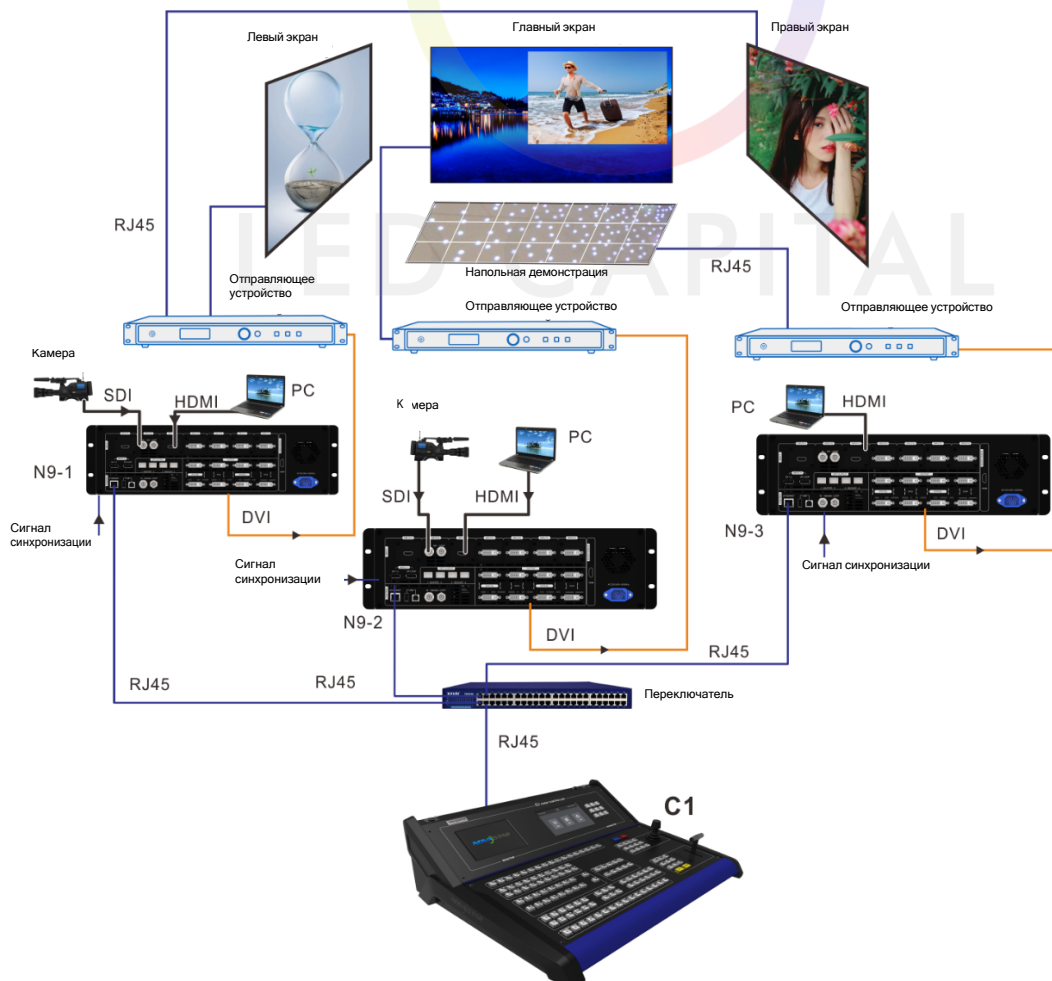 Левый экран
Главный экран
Правый экран
RJ45
LED CAPITAL
Напольная демонстрация
RJ45
Отправляющее
устройство
Отправляющее устройство
Отправляющее устройство
Камера
SDI
HDMI
PC
К мера
PC
SDI
HDMI
PC
HDMI
N9-1
DVI
Сигнал
синхронизации
Сигнал
синхронизации
N9-2
DVI
N9-3
DVI
Сигнал синхронизации
RJ45
RJ45
RJ45
Переключатель
RJ45
C1